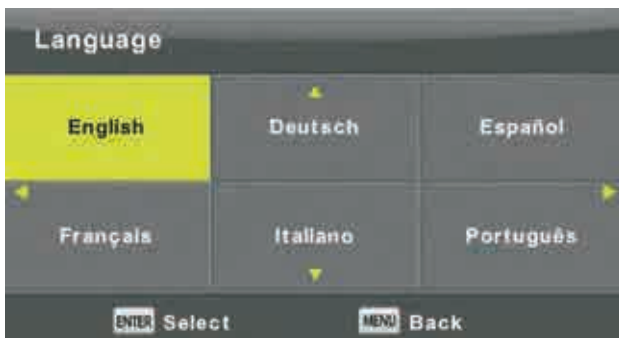 Language
English Deutsch Español
Français Italiano Português
ENTER Select MENU Back